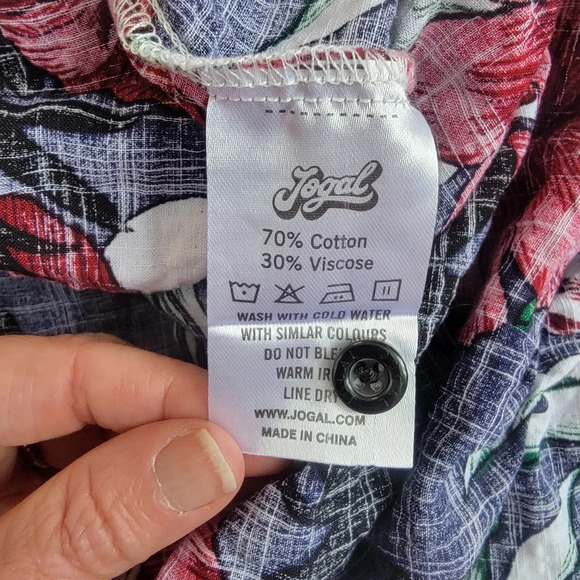 Jogal
70% Cotton
30% Viscose
WASH WITH COLD WATER
WITH SIMLAR COLOURS
DO NOT
WARM
LINE
WWW.JOGAL.COM
MADE IN CHINA